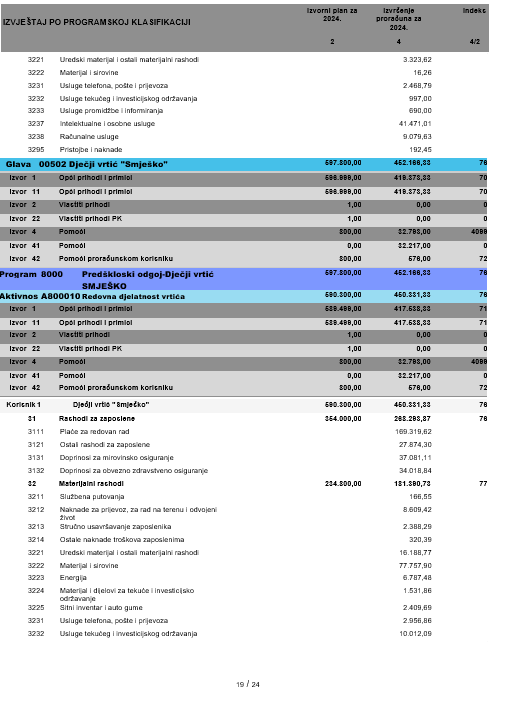 IZVJEŠTAJ PO PROGRAMSKOJ KLASIFIKACIJI Izvorni plan za 2024. Izvršenje proračuna za 2024. Indeks
2 4 4/2
3221 Uredski materijal i ostali materijalni rashodi 3.323,62
3222 Materijal i sirovine 16,26
3231 Usluge telefona, pošte i prijevoza 2.468,79
3232 Usluge tekućeg i investicijskog održavanja 997,00
3233 Usluge promidžbe i informiranja 690,00
3237 Intelektualne i osobne usluge 41.471,01
3238 Računalne usluge 9.079,63
3295 Pristojbe i naknade 192,45
Glava 00502 Dječji vrtić "Smješko" 597.800,00 452.166,33 76
Izvor 1 Opći prihodi i primici 596.999,00 419.373,33 70
Izvor 11 Opći prihodi i primici 596.999,00 419.373,33 70
Izvor 2 Vlastiti prihodi 1,00 0,00 0
Izvor 22 Vlastiti prihodi PK 1,00 0,00 0
Izvor 4 Pomoći 800,00 32.793,00 4099
Izvor 41 Pomoći 0,00 32.217,00 0
Izvor 42 Pomoći proračunskom korisniku 800,00 576,00 72
Program 8000 Predškloski odgoj-Dječji vrtić 597.800,00 452.166,33 76
SMJEŠKO
Aktivnos A800010 Redovna djelatnost vrtića 590.300,00 450.331,33 76
Izvor 1 Opći prihodi i primici 589.499,00 417.538,33 71
Izvor 11 Opći prihodi i primici 589.499,00 417.538,33 71
Izvor 2 Vlastiti prihodi 1,00 0,00 0
Izvor 22 Vlastiti prihodi PK 1,00 0,00 0
Izvor 4 Pomoći 800,00 32.793,00 4099
Izvor 41 Pomoći 0,00 32.217,00 0
Izvor 42 Pomoći proračunskom korisniku 800,00 576,00 72
Korisnik 1 Dječji vrtić "Smješko" 590.300,00 450.331,33 76
31 Rashodi za zaposlene 354.000,00 268.293,87 76
3111 Plaće za redovan rad 169.319,62
3121 Ostali rashodi za zaposlene 27.874,30
3131 Doprinosi za mirovinsko osiguranje 37.081,11
3132 Doprinosi za obvezno zdravstveno osiguranje 34.018,84
32 Materijalni rashodi 234.800,00 181.390,73 77
3211 Službena putovanja 166,55
3212 Naknade za prijevoz, za rad na terenu i odvojeni 8.609,42
život
3213 Stručno usavršavanje zaposlenika 2.388,29
3214 Ostale naknade troškova zaposlenima 320,39
3221 Uredski materijal i ostali materijalni rashodi 16.188,77
3222 Materijal i sirovine 77.757,90
3223 Energija 6.787,48
3224 Materijal i dijelovi za tekuće i investicijsko 1.531,86
održavanje
3225 Sitni inventar i auto gume 2.409,69
3231 Usluge telefona, pošte i prijevoza 2.956,86
3232 Usluge tekućeg i investicijskog održavanja 10.012,09
19 / 24